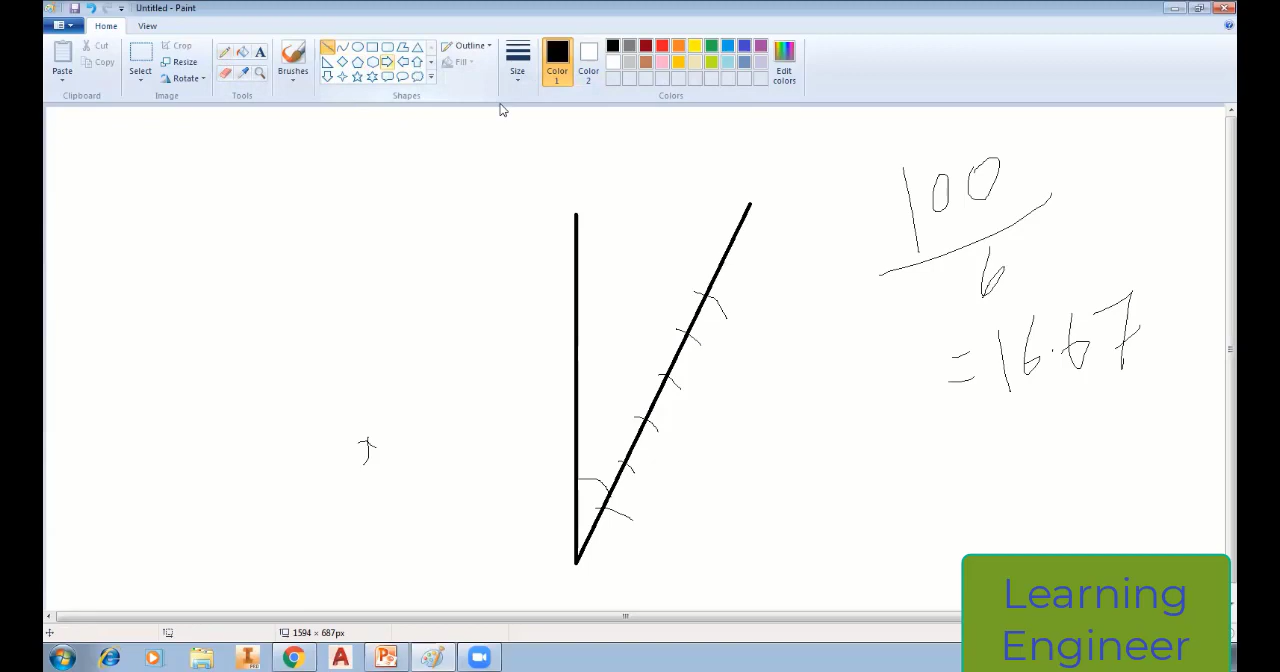 Untitled - Paint
Home View
Paste
Cut
Copy
Clipboard
Select
Crop
Resize
Rotate
Image
A
Tools
Brushes
Shapes
Outline
Fill
Size
Color 1
Color 2
Edit colors
Colors
100
6
= 16.67
1594 × 687px
Learning
Engineer